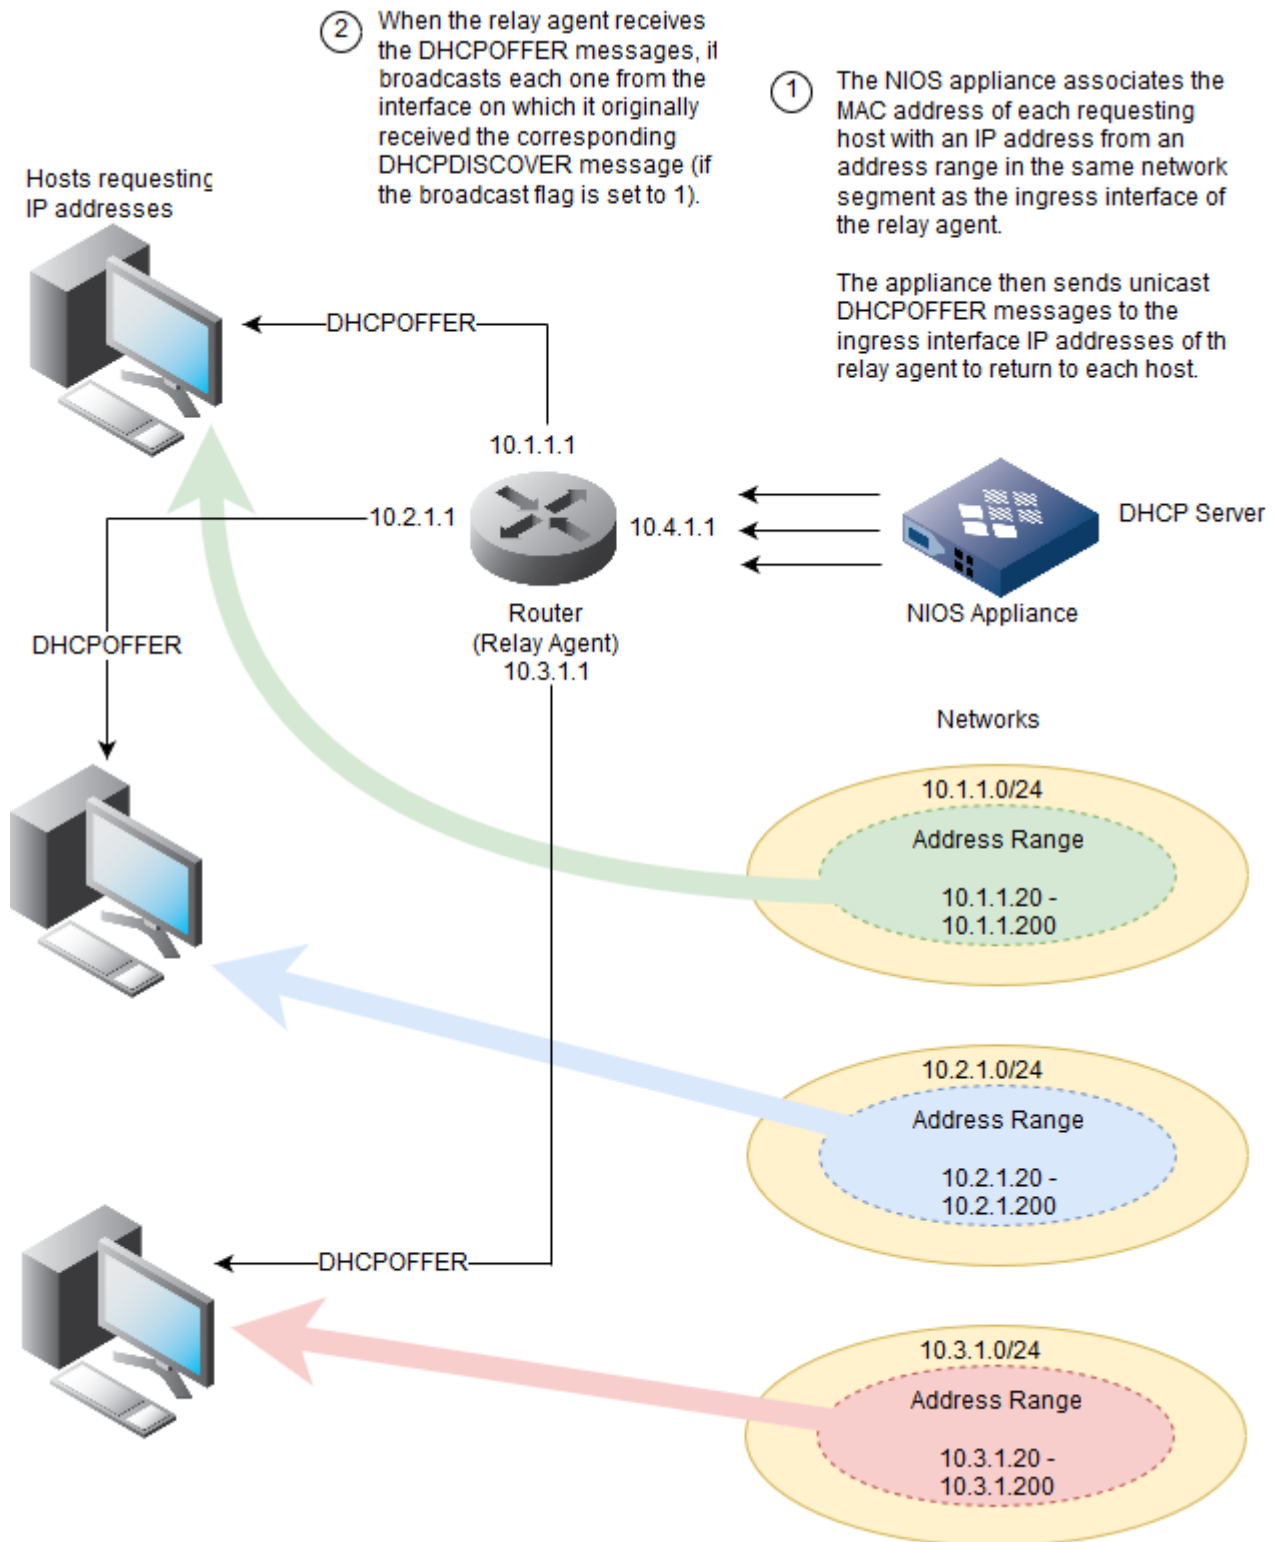 2
When the relay agent receives
the DHCPOFFER messages, it
broadcasts each one from the
interface on which it originally
received the corresponding
DHCPDISCOVER message (if
the broadcast flag is set to 1).
1
The NIOS appliance associates the
MAC address of each requesting
host with an IP address from an
address range in the same network
segment as the ingress interface of
the relay agent.
The appliance then sends unicast
DHCPOFFER messages to the
ingress interface IP addresses of th
relay agent to return to each host.
Hosts requesting
IP addresses
DHCPOFFER
10.1.1.1
10.2.1.1
10.4.1.1
DHCP Server
Router
(Relay Agent)
10.3.1.1
NIOS Appliance
DHCPOFFER
Networks
10.1.1.0/24
Address Range
10.1.1.20 -
10.1.1.200
10.2.1.0/24
Address Range
10.2.1.20 -
10.2.1.200
DHCPOFFER
10.3.1.0/24
Address Range
10.3.1.20 -
10.3.1.200